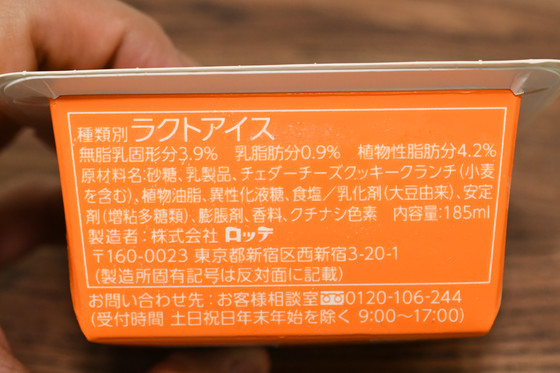 種類別 ラクトアイス
無脂乳固形分3.9% 乳脂肪分0.9% 植物性脂肪分4.2%
原材料名:砂糖、乳製品、チェダーチーズクッキークランチ(小麦
を含む)、植物油脂、異性化液糖、食塩/乳化剤(大豆由来)、安定
剤(増粘多糖類)、膨脹剤、香料、クチナシ色素 内容量:185ml
製造者:株式会社 ロッテ
〒160-0023 東京都新宿区西新宿3-20-1
(製造所固有記号は反対面に記載)
お問い合わせ先:お客様相談室 0120-106-244
(受付時間 土日祝日年末年始を除く 9:00~17:00)